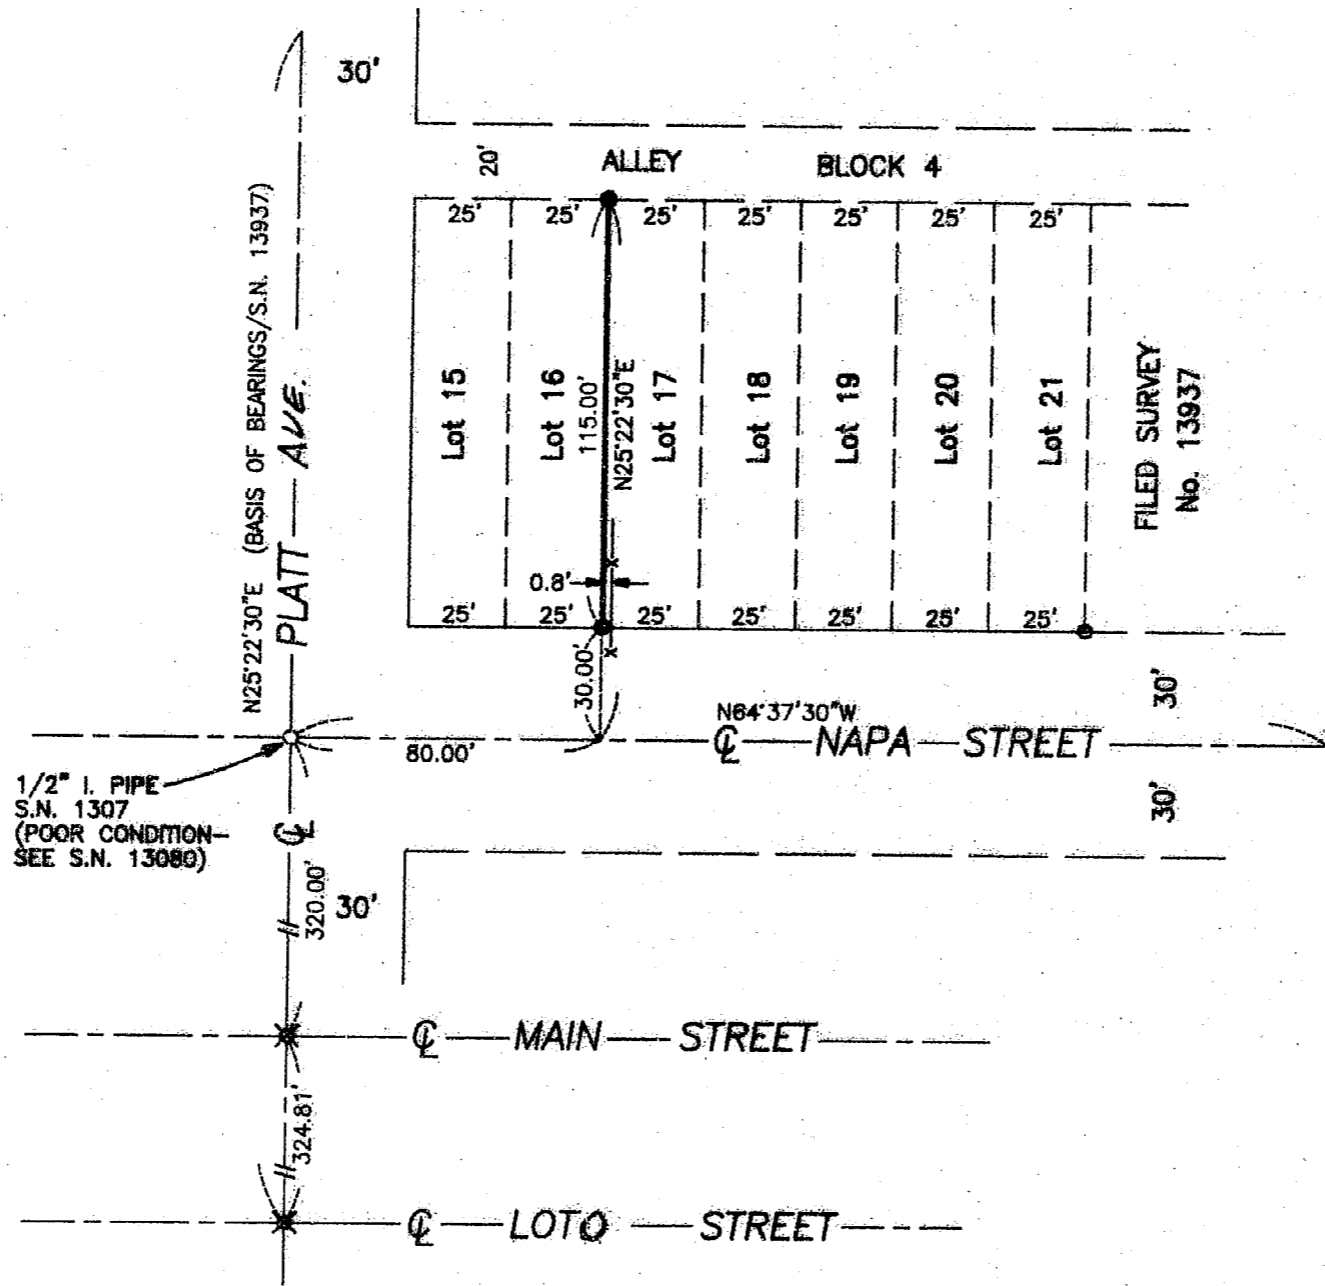 30'
20'
ALLEY
BLOCK 4
25' 25' 25' 25' 25' 25' 25'
N25°22'30"E (BASIS OF BEARINGS/S.N. 13937)
PLATT AVE.
Lot 15
Lot 16
115.00'
N25°22'30"E
Lot 17
Lot 18
Lot 19
Lot 20
Lot 21
FILED SURVEY
No. 13937
0.8'
x
25' 25' 25' 25' 25' 25' 25'
x
30.00'
30'
N64°37'30"W
80.00'
℄ NAPA STREET
1/2" I. PIPE
S.N. 1307
(POOR CONDITION-
SEE S.N. 13080)
30'
℄
320.00'
30'
℄ MAIN STREET
324.81'
℄ LOTO STREET